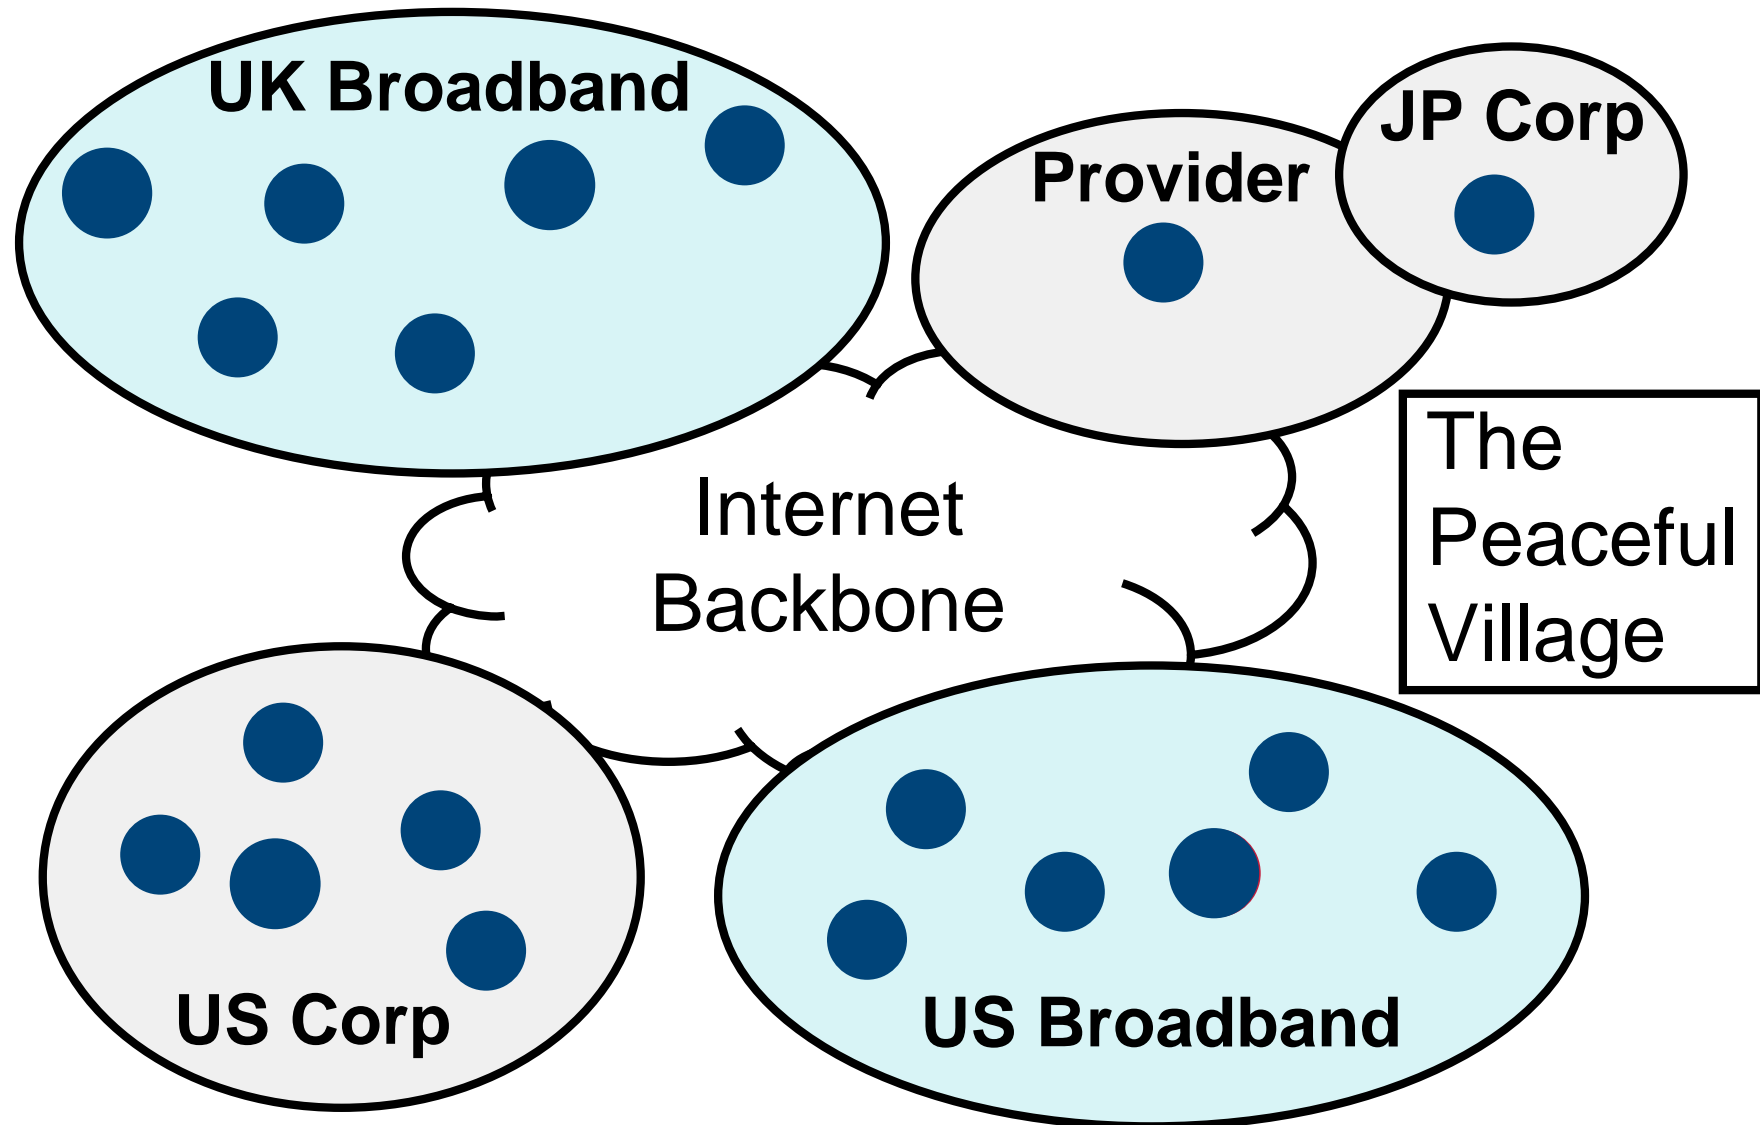 UK Broadband
JP Corp
Provider
The
Peaceful
Village
Internet
Backbone
US Corp
US Broadband